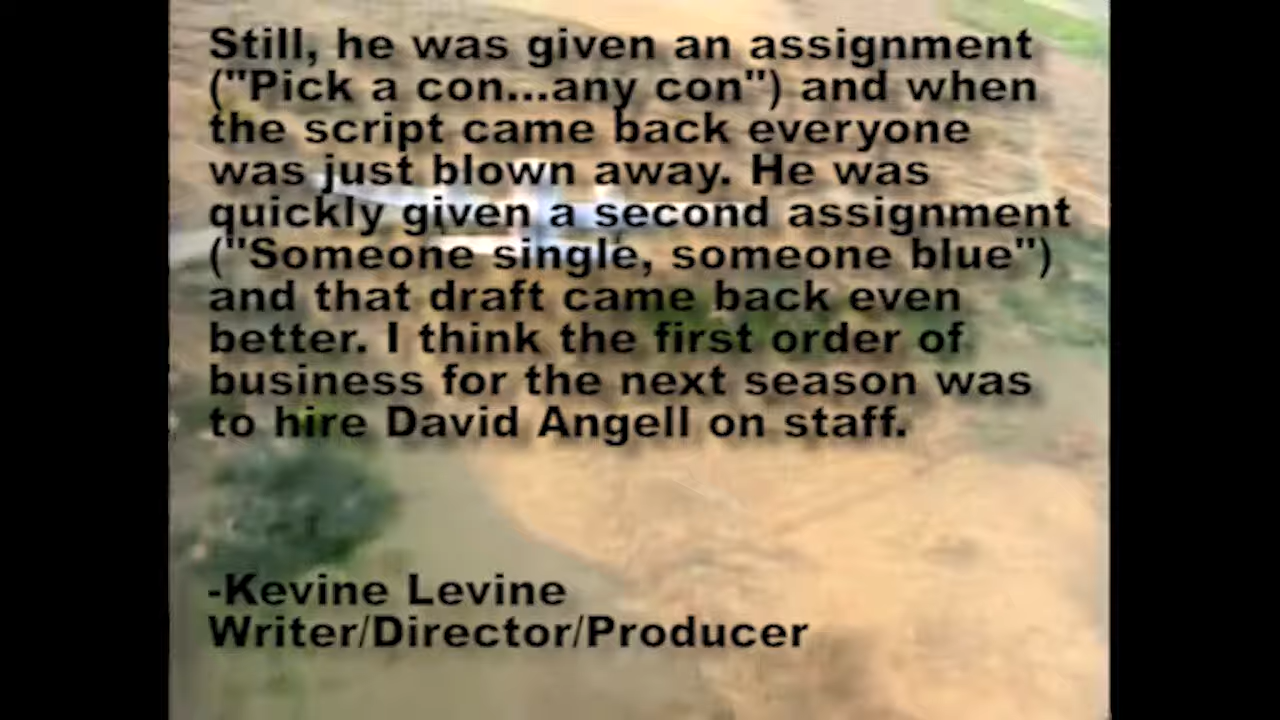 Still, he was given an assignment
("Pick a con...any con") and when
the script came back everyone
was just blown away. He was
quickly given a second assignment
("Someone single, someone blue")
and that draft came back even
better. I think the first order of
business for the next season was
to hire David Angell on staff.
-Kevine Levine
Writer/Director/Producer